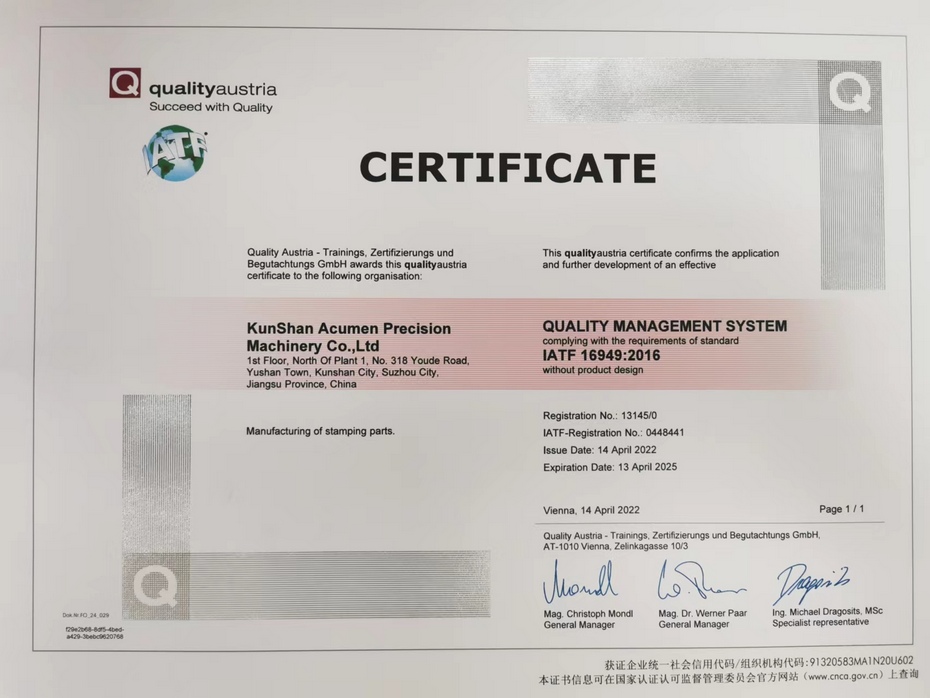 Q qualityaustria
Succeed with Quality
IATF
Q
CERTIFICATE
Quality Austria - Trainings, Zertifizierungs und
Begutachtungs GmbH awards this qualityaustria
certificate to the following organisation:
This qualityaustria certificate confirms the application
and further development of an effective
KunShan Acumen Precision
Machinery Co.,Ltd
1st Floor, North Of Plant 1, No. 318 Youde Road,
Yushan Town, Kunshan City, Suzhou City,
Jiangsu Province, China
QUALITY MANAGEMENT SYSTEM
complying with the requirements of standard
IATF 16949:2016
without product design
Manufacturing of stamping parts.
Registration No.: 13145/0
IATF-Registration No.: 0448441
Issue Date: 14 April 2022
Expiration Date: 13 April 2025
Vienna, 14 April 2022
Page 1 / 1
Quality Austria - Trainings, Zertifizierungs und Begutachtungs GmbH,
AT-1010 Vienna, Zelinkagasse 10/3
Q
Mag. Christoph Mondl
General Manager
Mag. Dr. Werner Paar
General Manager
Ing. Michael Dragosits, MSc
Specialist representative
Dok.Nr.FO_24_029
f29e2b68-8df5-4bed-
a429-3bebc9620768
获证企业统一社会信用代码/组织机构代码:91320583MA1N20U602
本证书信息可在国家认证认可监督管理委员会官方网站（www.cnca.gov.cn）上查询